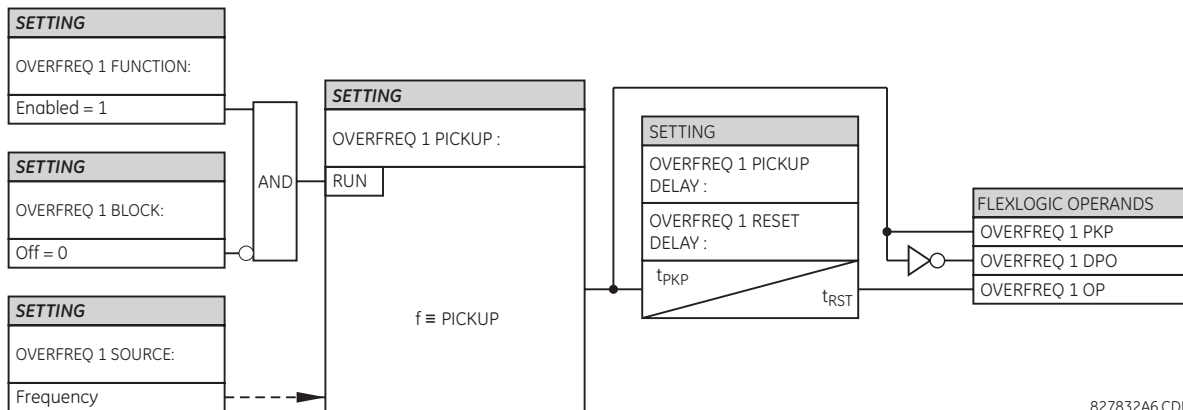 SETTING
OVERFREQ 1 FUNCTION:
Enabled = 1
SETTING
OVERFREQ 1 BLOCK:
Off = 0
SETTING
OVERFREQ 1 SOURCE:
Frequency
AND
SETTING
OVERFREQ 1 PICKUP :
RUN
f ≡ PICKUP
SETTING
OVERFREQ 1 PICKUP
DELAY :
OVERFREQ 1 RESET
DELAY :
tPKP
tRST
FLEXLOGIC OPERANDS
OVERFREQ 1 PKP
OVERFREQ 1 DPO
OVERFREQ 1 OP